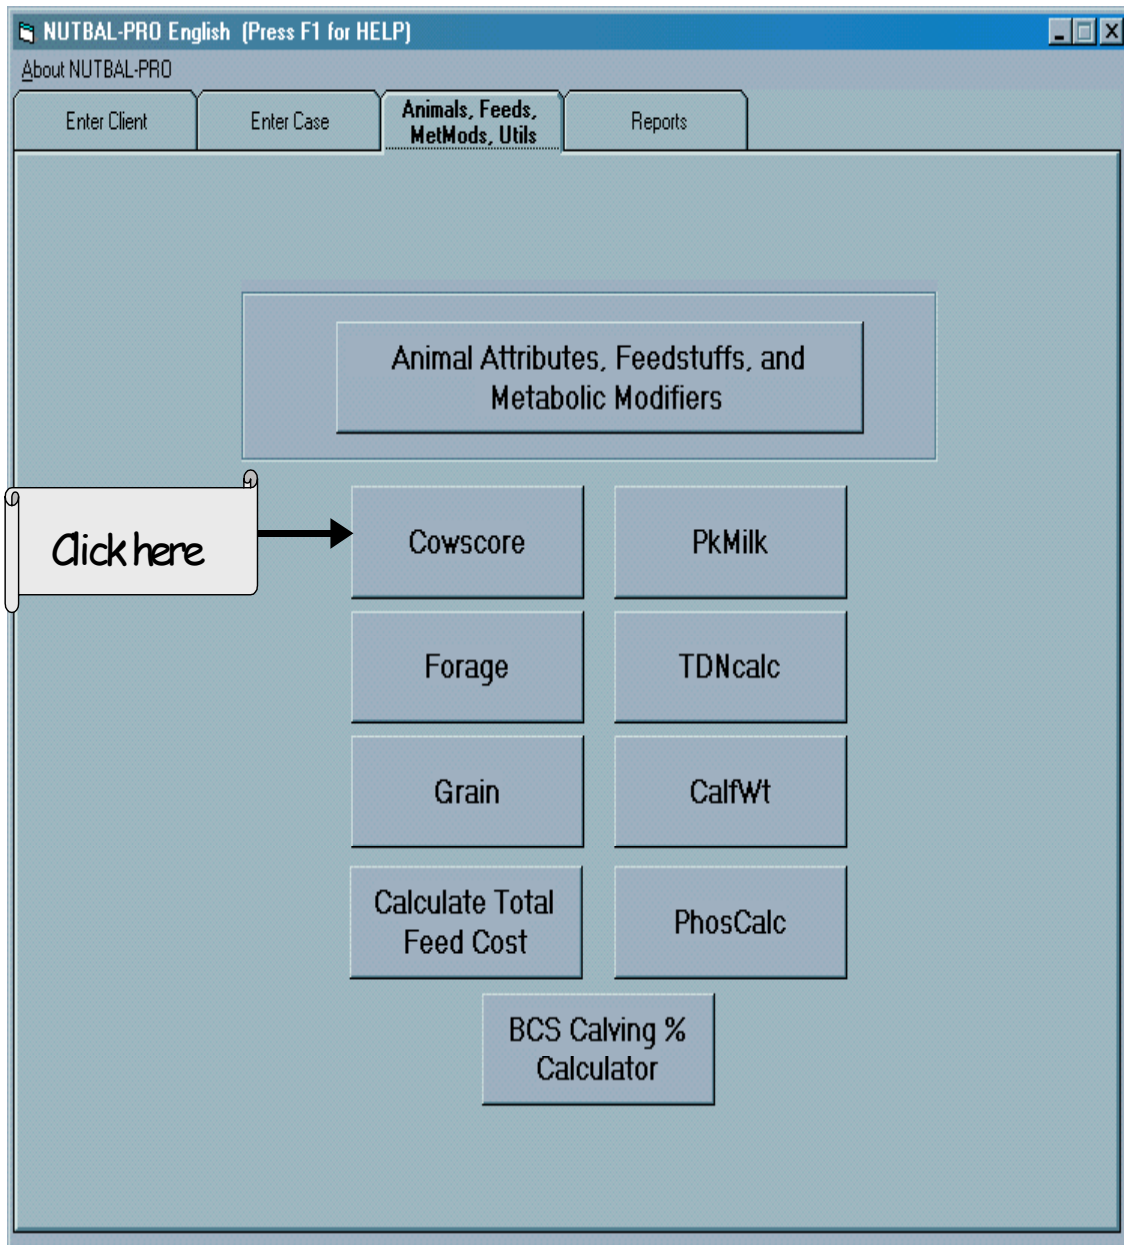 NUTBAL-PRO English (Press F1 for HELP)
About NUTBAL-PRO
Enter Client
Enter Case
Animals, Feeds,
MetMods, Utils
Reports
Animal Attributes, Feedstuffs, and
Metabolic Modifiers
Click here
Cowscore
PkMilk
Forage
TDNcalc
Grain
CalfWt
Calculate Total
Feed Cost
PhosCalc
BCS Calving %
Calculator